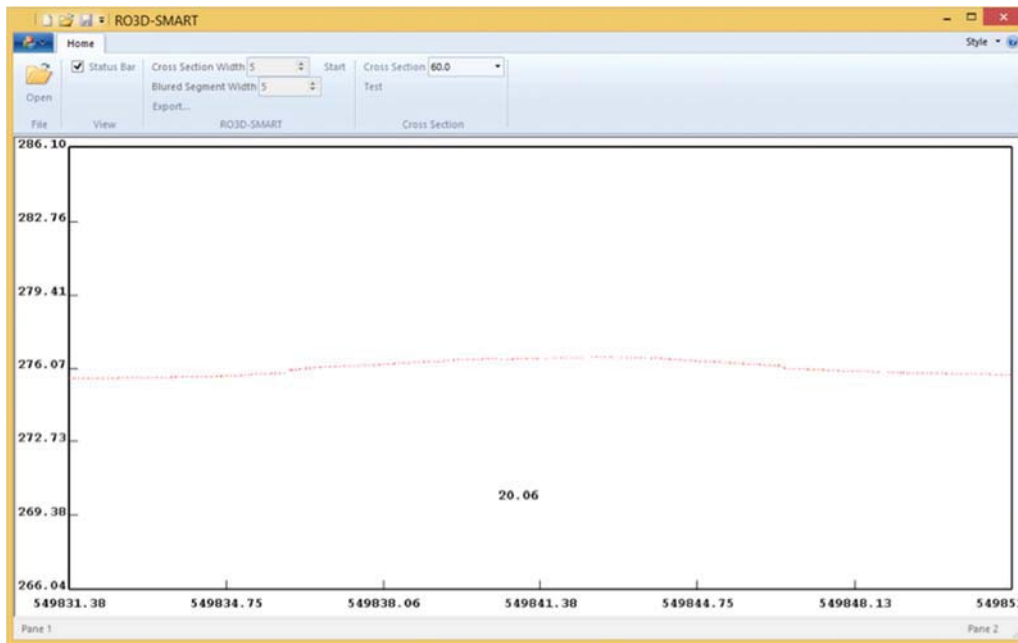 RO3D-SMART
Home
Style
Status Bar
Cross Section Width 5
Start
Cross Section 60.0
Open
Blured Segment Width 5
Test
Export...
File
View
RO3D-SMART
Cross Section
286.10
282.76
279.41
276.07
272.73
20.06
269.38
266.04
549831.38
549834.75
549838.06
549841.38
549844.75
549848.13
Pane 1
Pane 2